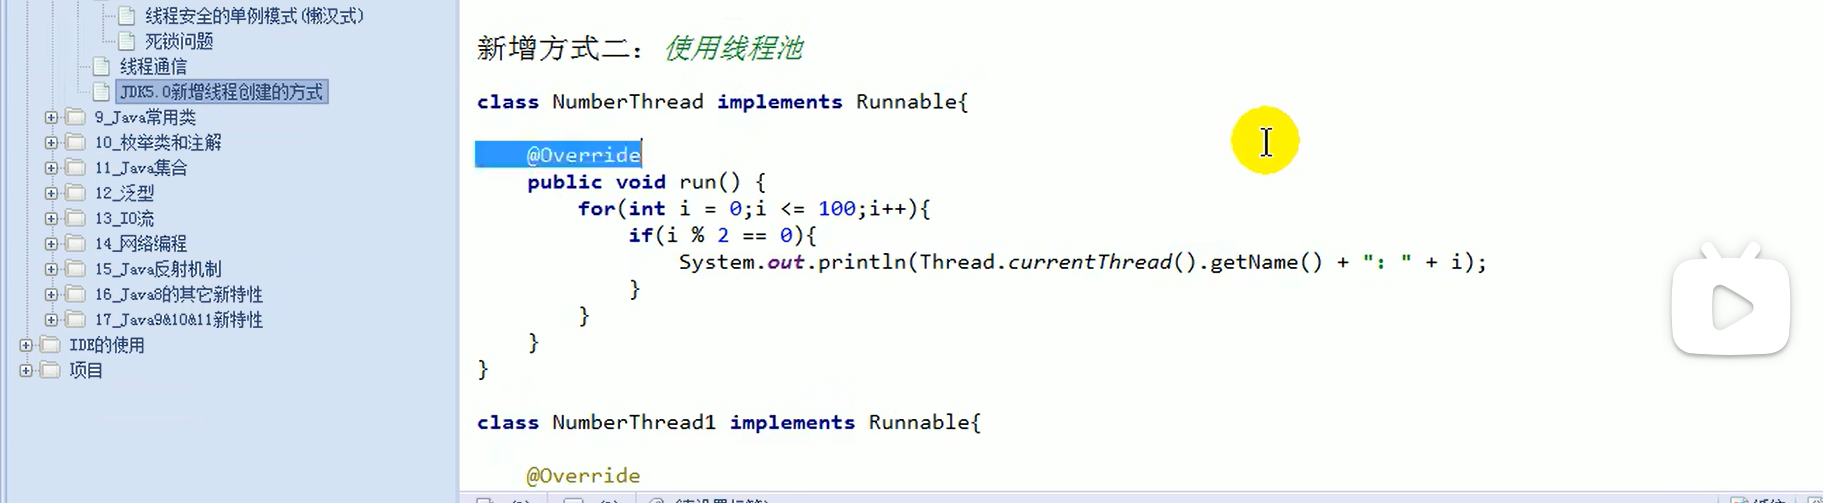 线程安全的单例模式(懒汉式)
死锁问题
线程通信
JDK5.0新增线程创建的方式
9_Java常用类
10_枚举类和注解
11_Java集合
12_泛型
13_IO流
14_网络编程
15_Java反射机制
16_Java8的其它新特性
17_Java9&10&11新特性
IDE的使用
项目
新增方式二：使用线程池
class NumberThread implements Runnable{
@Override
public void run() {
for(int i = 0;i <= 100;i++){
if(i % 2 == 0){
System.out.println(Thread.currentThread().getName() + ": " + i);
}
}
}
}
class NumberThread1 implements Runnable{
@Override